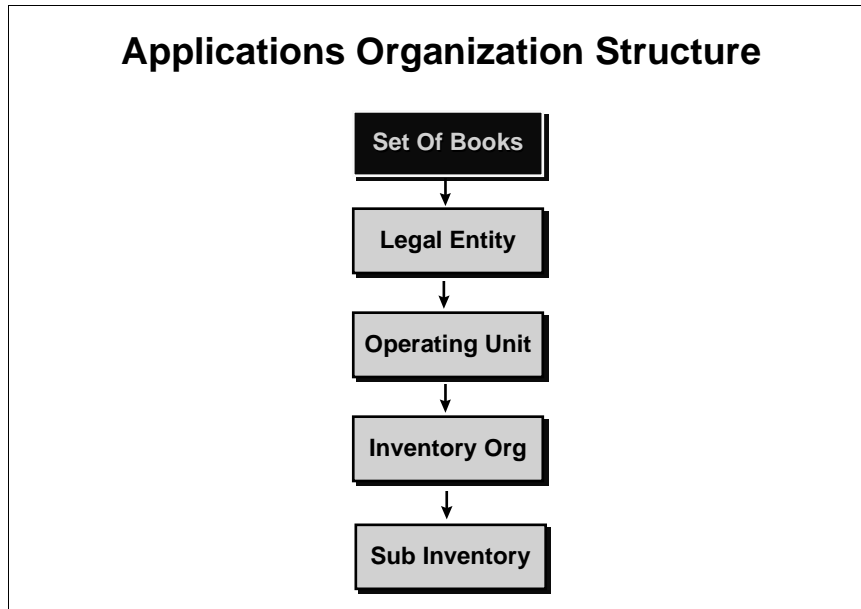 Applications Organization Structure
Set Of Books
Legal Entity
Operating Unit
Inventory Org
Sub Inventory